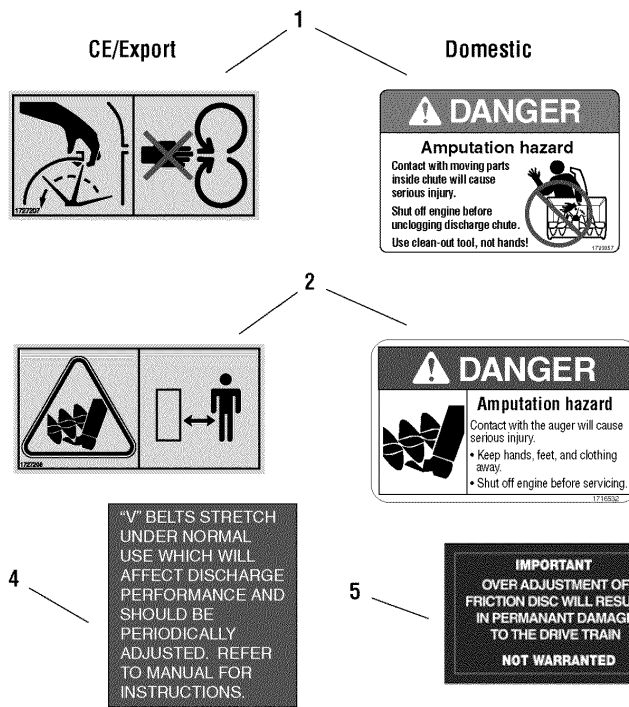 1
CE/Export
Domestic
1727207
DANGER
Amputation hazard
Contact with moving parts
inside chute will cause
serious injury.
Shut off engine before
unclogging discharge chute.
Use clean-out tool, not hands!
2
DANGER
Amputation hazard
Contact with the auger will cause
serious injury.
• Keep hands, feet, and clothing
away.
• Shut off engine before servicing.
1716532
4
"V" BELTS STRETCH
UNDER NORMAL
USE WHICH WILL
AFFECT DISCHARGE
PERFORMANCE AND
SHOULD BE
PERIODICALLY
ADJUSTED. REFER
TO MANUAL FOR
INSTRUCTIONS.
5
IMPORTANT
OVER ADJUSTMENT OF
FRICTION DISC WILL RESU
IN PERMANANT DAMAGE
TO THE DRIVE TRAIN
NOT WARRANTED